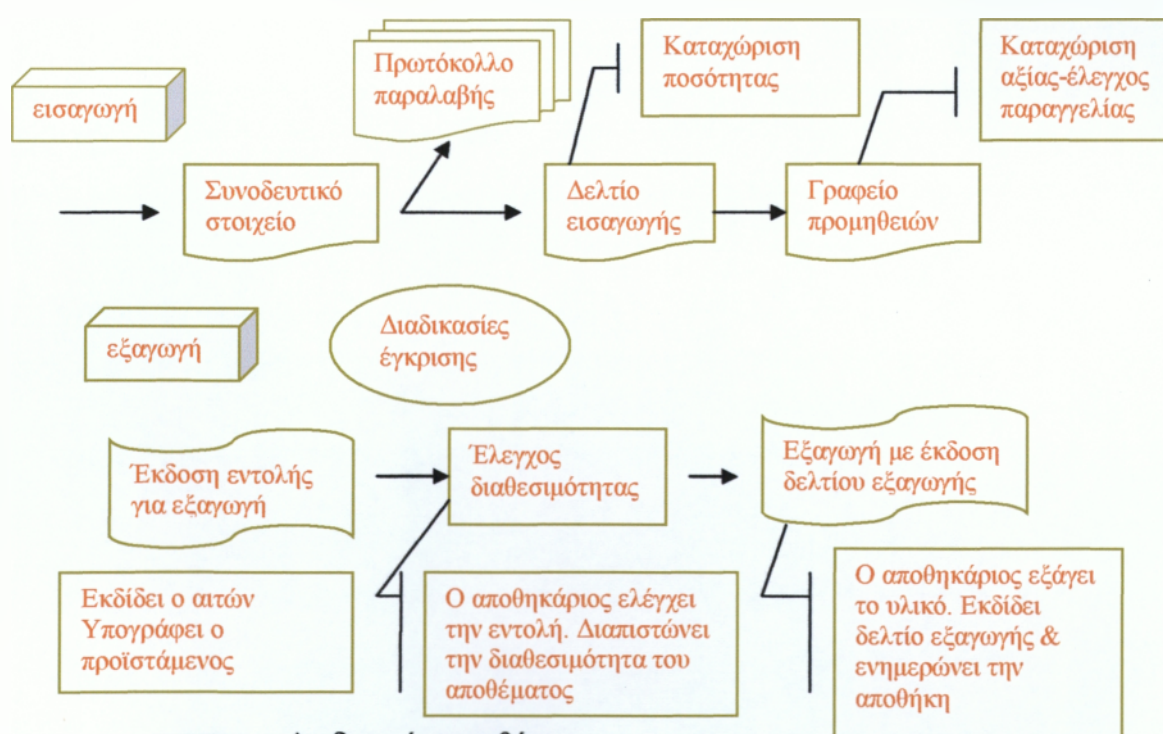 εισαγωγή
Πρωτόκολλο
παραλαβής
Καταχώριση
ποσότητας
Καταχώριση
αξίας-έλεγχος
παραγγελίας
Συνοδευτικό
στοιχείο
Δελτίο
εισαγωγής
Γραφείο
προμηθειών
εξαγωγή
Διαδικασίες
έγκρισης
Έκδοση εντολής
για εξαγωγή
Έλεγχος
διαθεσιμότητας
Εξαγωγή με έκδοση
δελτίου εξαγωγής
Εκδίδει ο αιτών
Υπογράφει ο
προϊστάμενος
Ο αποθηκάριος ελέγχει
την εντολή. Διαπιστώνει
την διαθεσιμότητα του
αποθέματος
Ο αποθηκάριος εξάγει
το υλικό. Εκδίδει
δελτίο εξαγωγής &
ενημερώνει την
αποθήκη